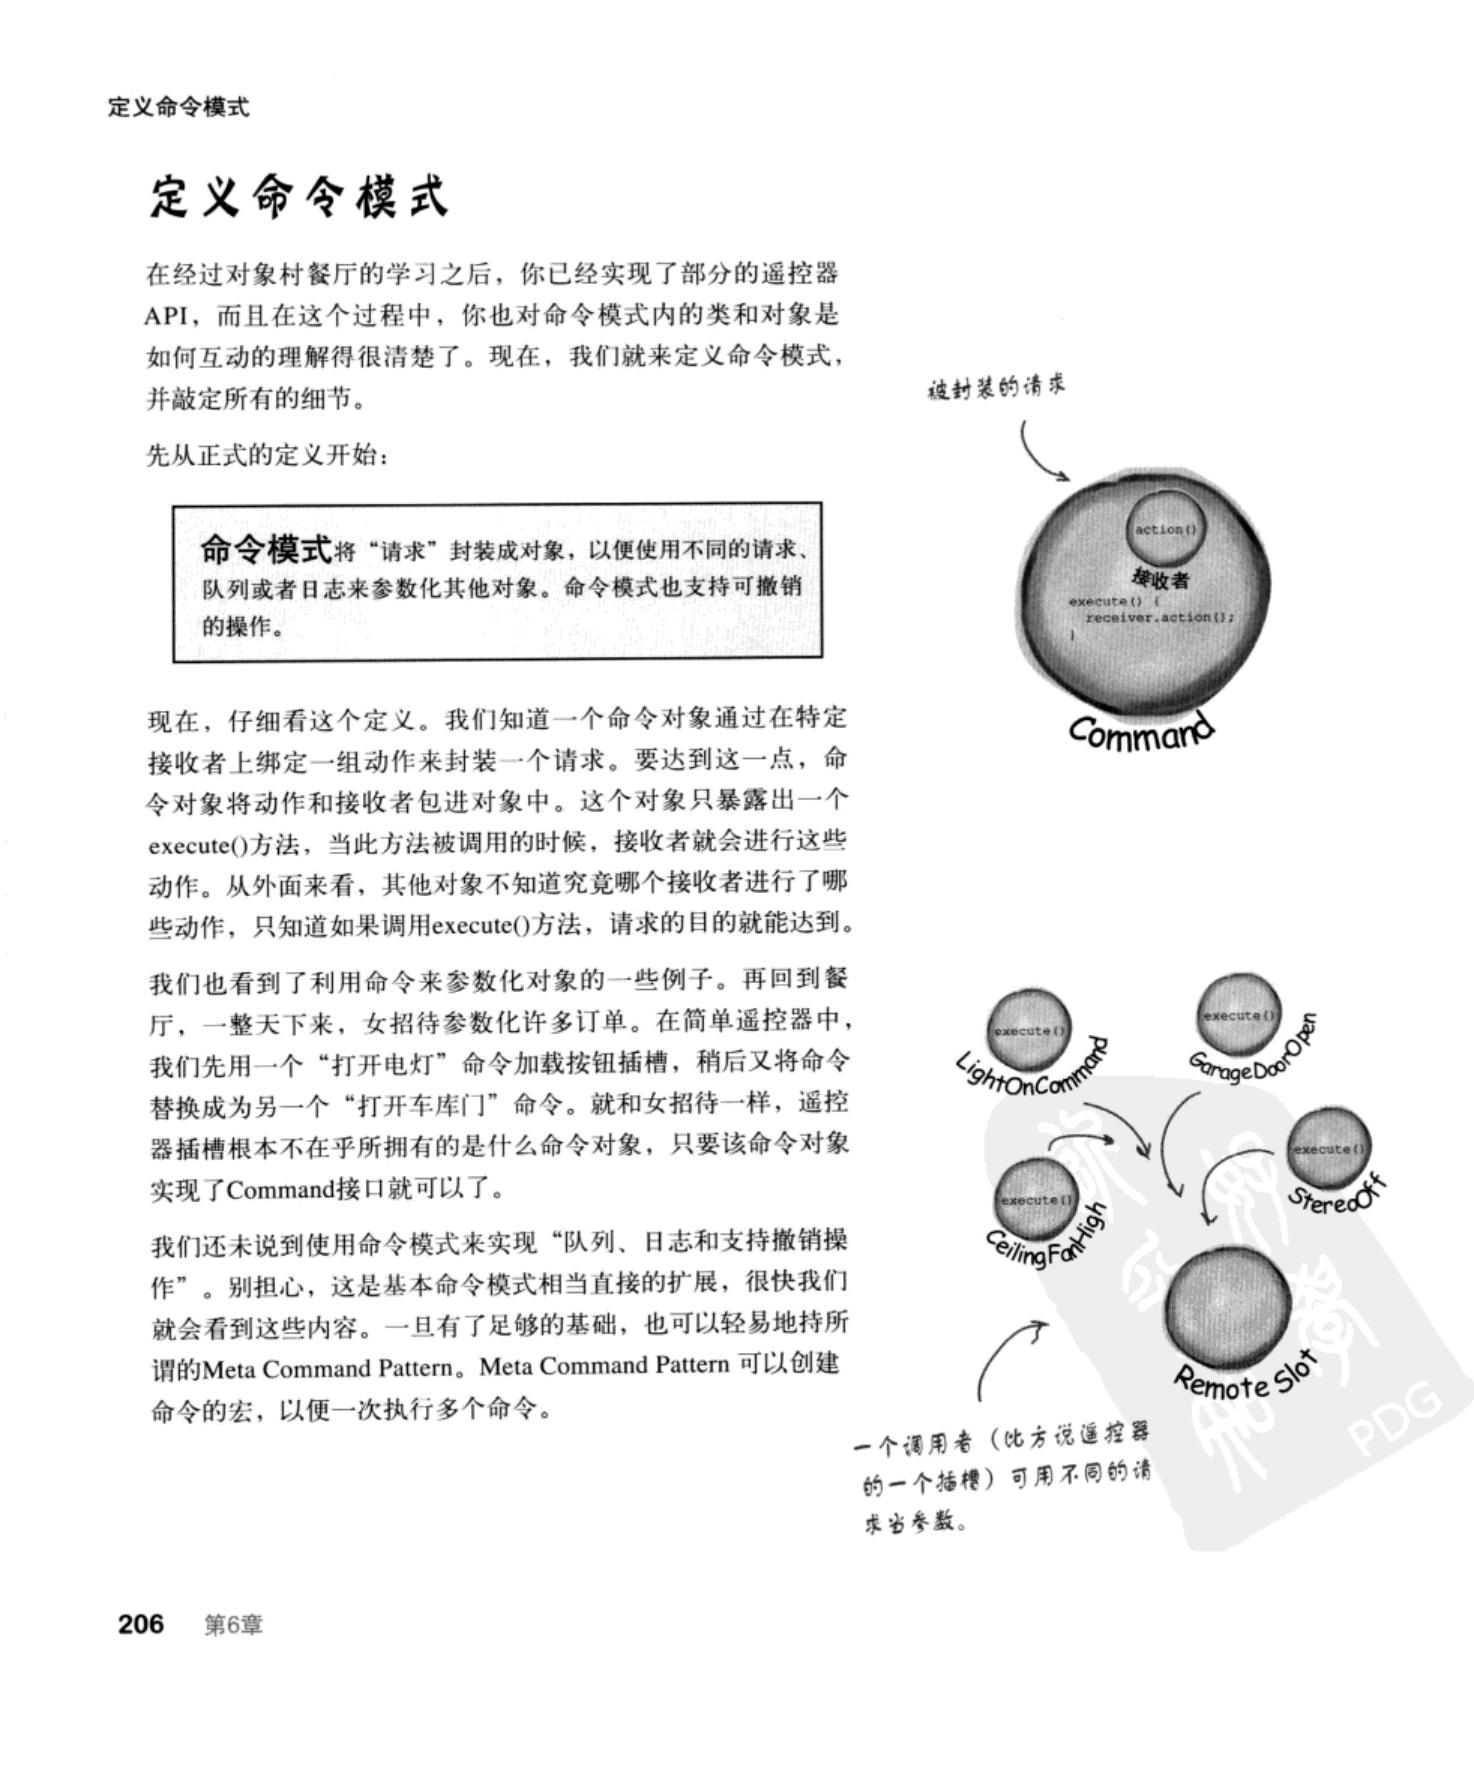 定义命令模式
定义命令模式
在经过对象村餐厅的学习之后，你已经实现了部分的遥控器
API，而且在这个过程中，你也对命令模式内的类和对象是
如何互动的理解得很清楚了。现在，我们就来定义命令模式，
并敲定所有的细节。
先从正式的定义开始：
命令模式将“请求”封装成对象，以便使用不同的请求、
队列或者日志来参数化其他对象。命令模式也支持可撤销
的操作。
现在，仔细看这个定义。我们知道一个命令对象通过在特定
接收者上绑定一组动作来封装一个请求。要达到这一点，命
令对象将动作和接收者包进对象中。这个对象只暴露出一个
execute()方法，当此方法被调用的时候，接收者就会进行这些
动作。从外面来看，其他对象不知道究竟哪个接收者进行了哪
些动作，只知道如果调用execute()方法，请求的目的就能达到。
我们也看到了利用命令来参数化对象的一些例子。再回到餐
厅，一整天下来，女招待参数化许多订单。在简单遥控器中，
我们先用一个“打开电灯”命令加载按钮插槽，稍后又将命令
替换成为另一个“打开车库门”命令。就和女招待一样，遥控
器插槽根本不在乎所拥有的是什么命令对象，只要该命令对象
实现了Command接口就可以了。
我们还未说到使用命令模式来实现“队列、日志和支持撤销操
作”。别担心，这是基本命令模式相当直接的扩展，很快我们
就会看到这些内容。一旦有了足够的基础，也可以轻易地持所
谓的Meta Command Pattern。Meta Command Pattern 可以创建
命令的宏，以便一次执行多个命令。
被封装的请求
action()
接收者
execute() {
receiver.action();
}
Command
execute()
LightOnCommand
execute()
GarageDoorOpen
execute()
StereoOff
execute()
CeilingFanHigh
Remote Slot
一个调用者（比方说遥控器
的一个插槽）可用不同的请
求当参数。
PDG
206 第6章